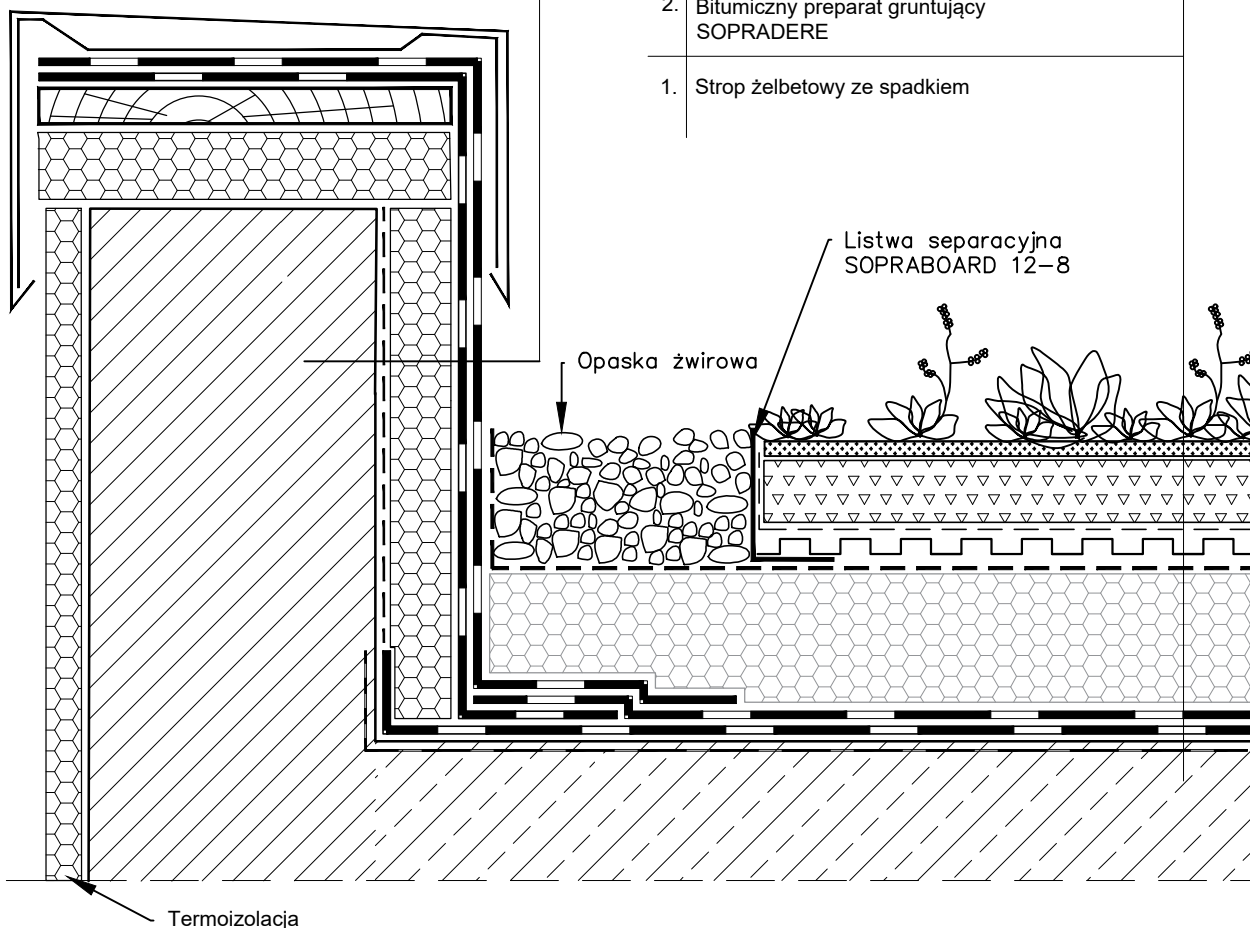 2. Bitumiczny preparat gruntujący
SOPRADERE
1. Strop żelbetowy ze spadkiem
Listwa separacyjna
SOPRABOARD 12-8
Opaska żwirowa
Termoizolacja